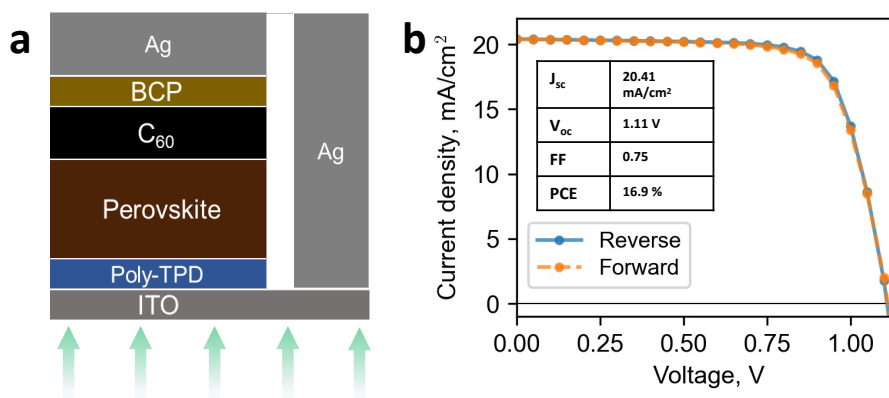 a
Ag
BCP
C₆₀
Perovskite
Poly-TPD
ITO
Ag
b
Current density, mA/cm²
20
15
10
5
0
J_sc 20.41 mA/cm²
V_oc 1.11 V
FF 0.75
PCE 16.9 %
Reverse
Forward
0.00 0.25 0.50 0.75 1.00
Voltage, V